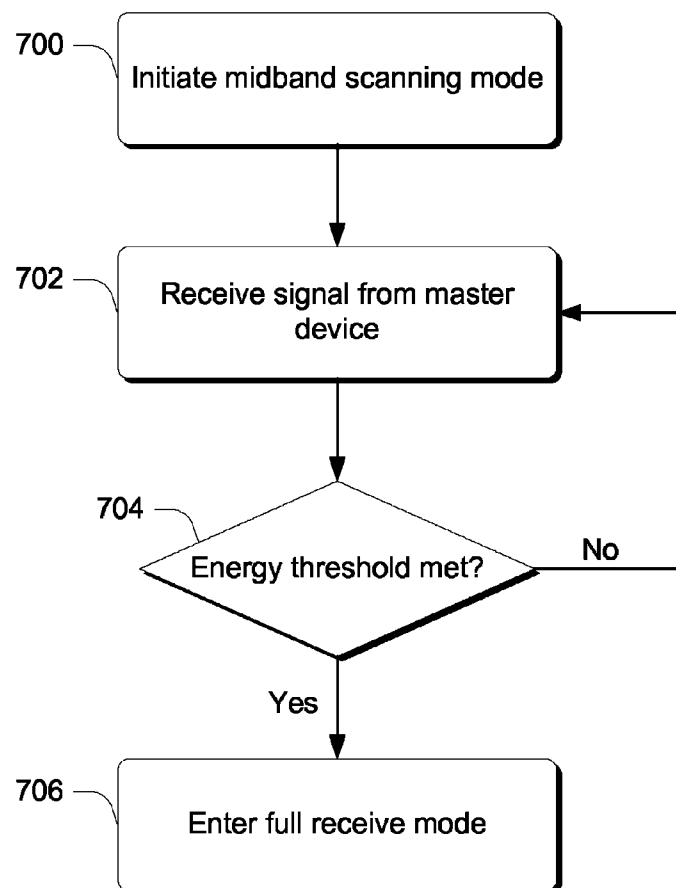 700
Initiate midband scanning mode
702
Receive signal from master
device
704
Energy threshold met?
No
Yes
706
Enter full receive mode